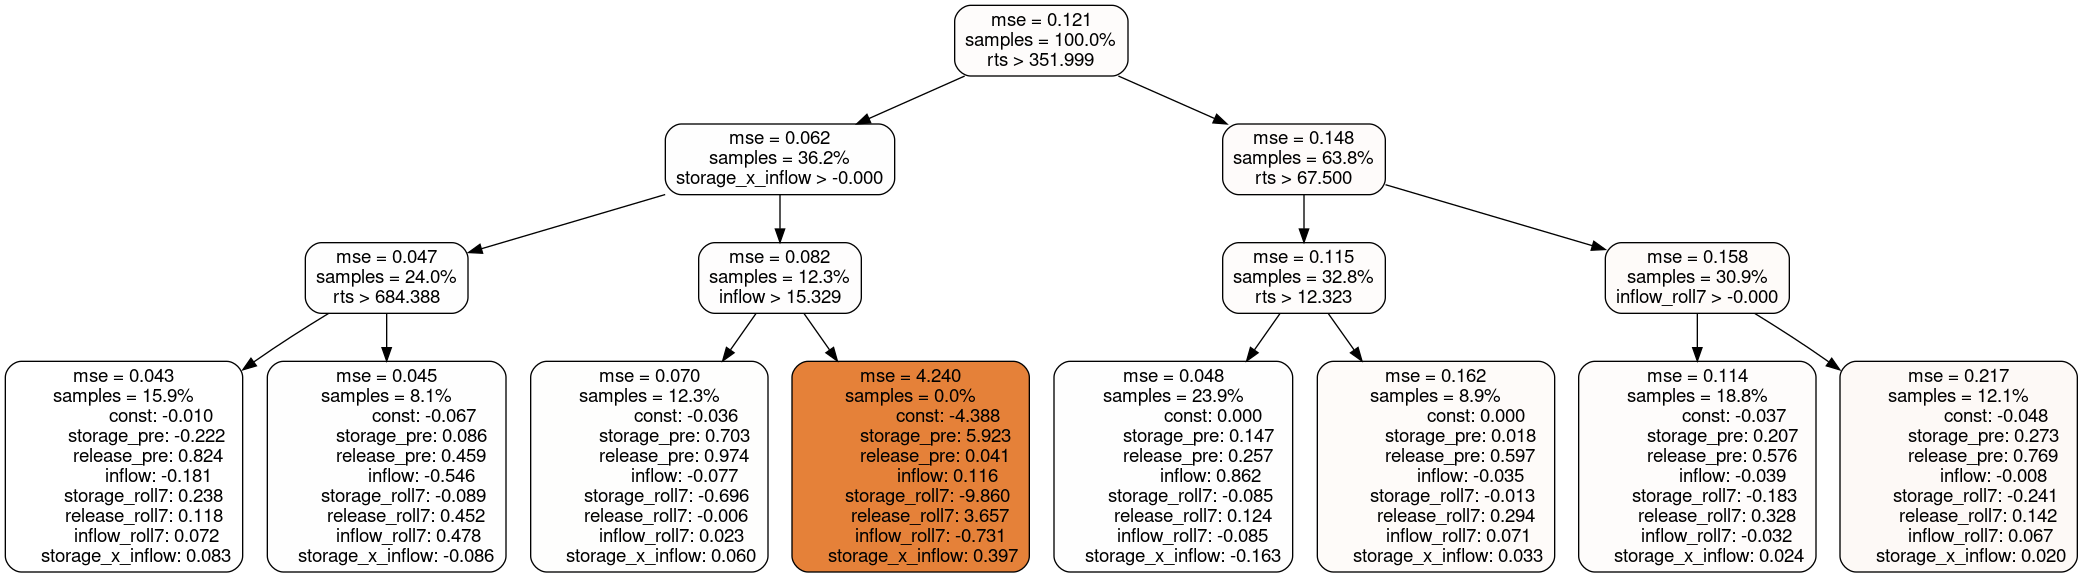 mse = 0.121
samples = 100.0%
rts > 351.999
mse = 0.062
samples = 36.2%
storage_x_inflow > -0.000
mse = 0.148
samples = 63.8%
rts > 67.500
mse = 0.047
samples = 24.0%
rts > 684.388
mse = 0.082
samples = 12.3%
inflow > 15.329
mse = 0.115
samples = 32.8%
rts > 12.323
mse = 0.158
samples = 30.9%
inflow_roll7 > -0.000
mse = 0.043
samples = 15.9%
const: -0.010
storage_pre: -0.222
release_pre: 0.824
inflow: -0.181
storage_roll7: 0.238
release_roll7: 0.118
inflow_roll7: 0.072
storage_x_inflow: 0.083
mse = 0.045
samples = 8.1%
const: -0.067
storage_pre: 0.086
release_pre: 0.459
inflow: -0.546
storage_roll7: -0.089
release_roll7: 0.452
inflow_roll7: 0.478
storage_x_inflow: -0.086
mse = 0.070
samples = 12.3%
const: -0.036
storage_pre: 0.703
release_pre: 0.974
inflow: -0.077
storage_roll7: -0.696
release_roll7: -0.006
inflow_roll7: 0.023
storage_x_inflow: 0.060
mse = 4.240
samples = 0.0%
const: -4.388
storage_pre: 5.923
release_pre: 0.041
inflow: 0.116
storage_roll7: -9.860
release_roll7: 3.657
inflow_roll7: -0.731
storage_x_inflow: 0.397
mse = 0.048
samples = 23.9%
const: 0.000
storage_pre: 0.147
release_pre: 0.257
inflow: 0.862
storage_roll7: -0.085
release_roll7: 0.124
inflow_roll7: -0.085
storage_x_inflow: -0.163
mse = 0.162
samples = 8.9%
const: 0.000
storage_pre: 0.018
release_pre: 0.597
inflow: -0.035
storage_roll7: -0.013
release_roll7: 0.294
inflow_roll7: 0.071
storage_x_inflow: 0.033
mse = 0.114
samples = 18.8%
const: -0.037
storage_pre: 0.207
release_pre: 0.576
inflow: -0.039
storage_roll7: -0.183
release_roll7: 0.328
inflow_roll7: -0.032
storage_x_inflow: 0.024
mse = 0.217
samples = 12.1%
const: -0.048
storage_pre: 0.273
release_pre: 0.769
inflow: -0.008
storage_roll7: -0.241
release_roll7: 0.142
inflow_roll7: 0.067
storage_x_inflow: 0.020